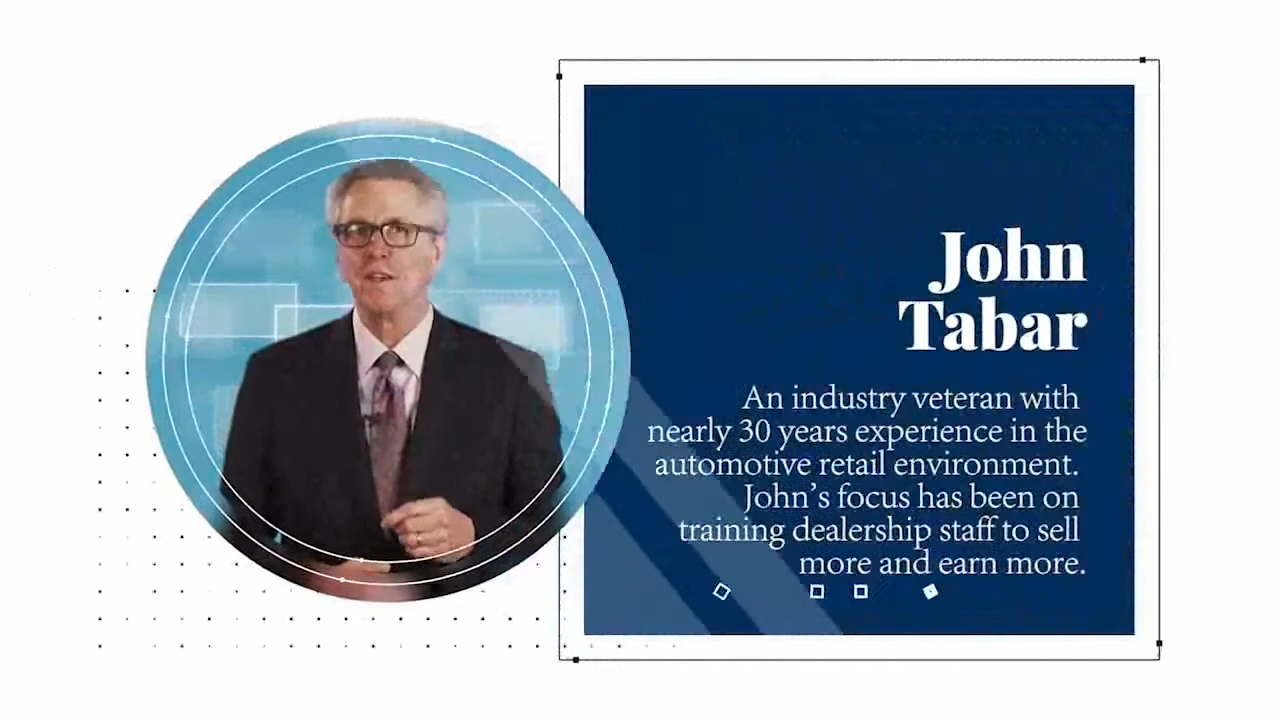 John
Tabar
An industry veteran with
nearly 30 years experience in the
automotive retail environment.
John’s focus has been on
training dealership staff to sell
more and earn more.